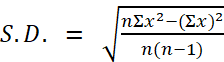 S.D. = √((nΣx² − (Σx)²) / (n(n−1)))